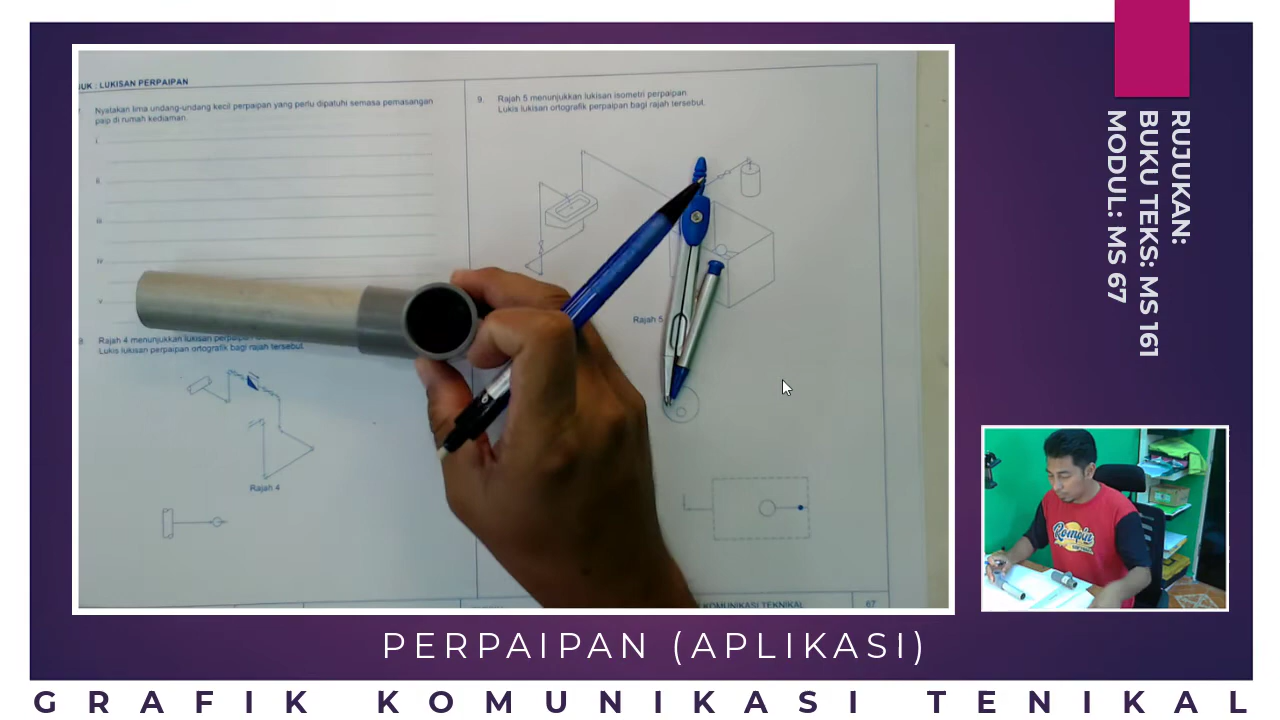 UK : LUKISAN PERPAIPAN
Nyatakan lima undang-undang kecil perpaipan yang perlu dipatuhi semasa pemasangan
paip di rumah kediaman.
i.
ii.
iii.
iv.
v.
8. Rajah 4 menunjukkan lukisan
Lukis lukisan perpaipan ortografik bagi rajah tersebut.
Rajah 4
9. Rajah 5 menunjukkan lukisan isometri perpaipan
Lukis lukisan ortografik perpaipan bagi rajah tersebut.
Rajah 5
KOMUNIKASI TEKNIKAL
67
RUJUKAN:
BUKU TEKS: MS 161
MODUL: MS 67
Rompin
PERPAIPAN (APLIKASI)
GRAFIK KOMUNIKASI TENIKAL